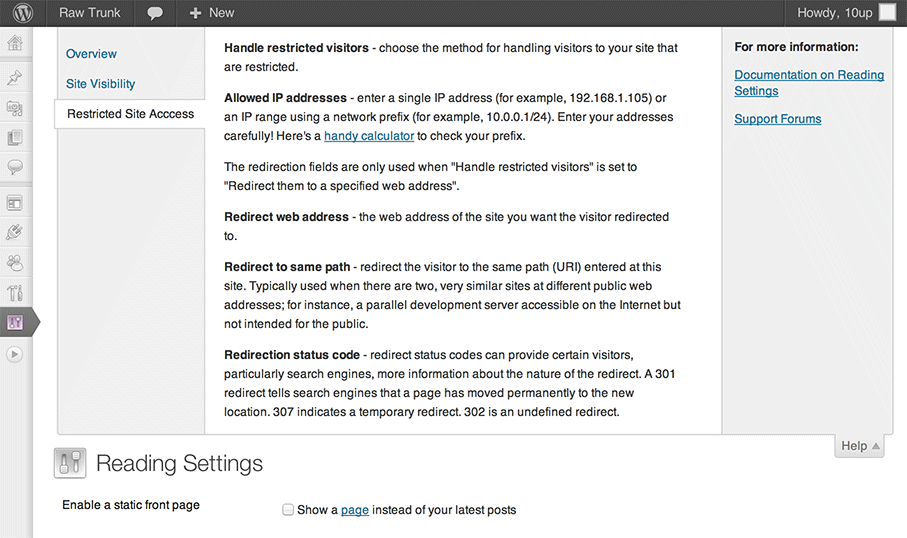 Raw Trunk
New
Howdy, 10up
Overview
Site Visibility
Restricted Site Acccess
Handle restricted visitors - choose the method for handling visitors to your site that
are restricted.
Allowed IP addresses - enter a single IP address (for example, 192.168.1.105) or
an IP range using a network prefix (for example, 10.0.0.1/24). Enter your addresses
carefully! Here's a handy calculator to check your prefix.
The redirection fields are only used when "Handle restricted visitors" is set to
"Redirect them to a specified web address".
Redirect web address - the web address of the site you want the visitor redirected
to.
Redirect to same path - redirect the visitor to the same path (URI) entered at this
site. Typically used when there are two, very similar sites at different public web
addresses; for instance, a parallel development server accessible on the Internet but
not intended for the public.
Redirection status code - redirect status codes can provide certain visitors,
particularly search engines, more information about the nature of the redirect. A 301
redirect tells search engines that a page has moved permanently to the new
location. 307 indicates a temporary redirect. 302 is an undefined redirect.
For more information:
Documentation on Reading
Settings
Support Forums
Help
Reading Settings
Enable a static front page
Show a page instead of your latest posts